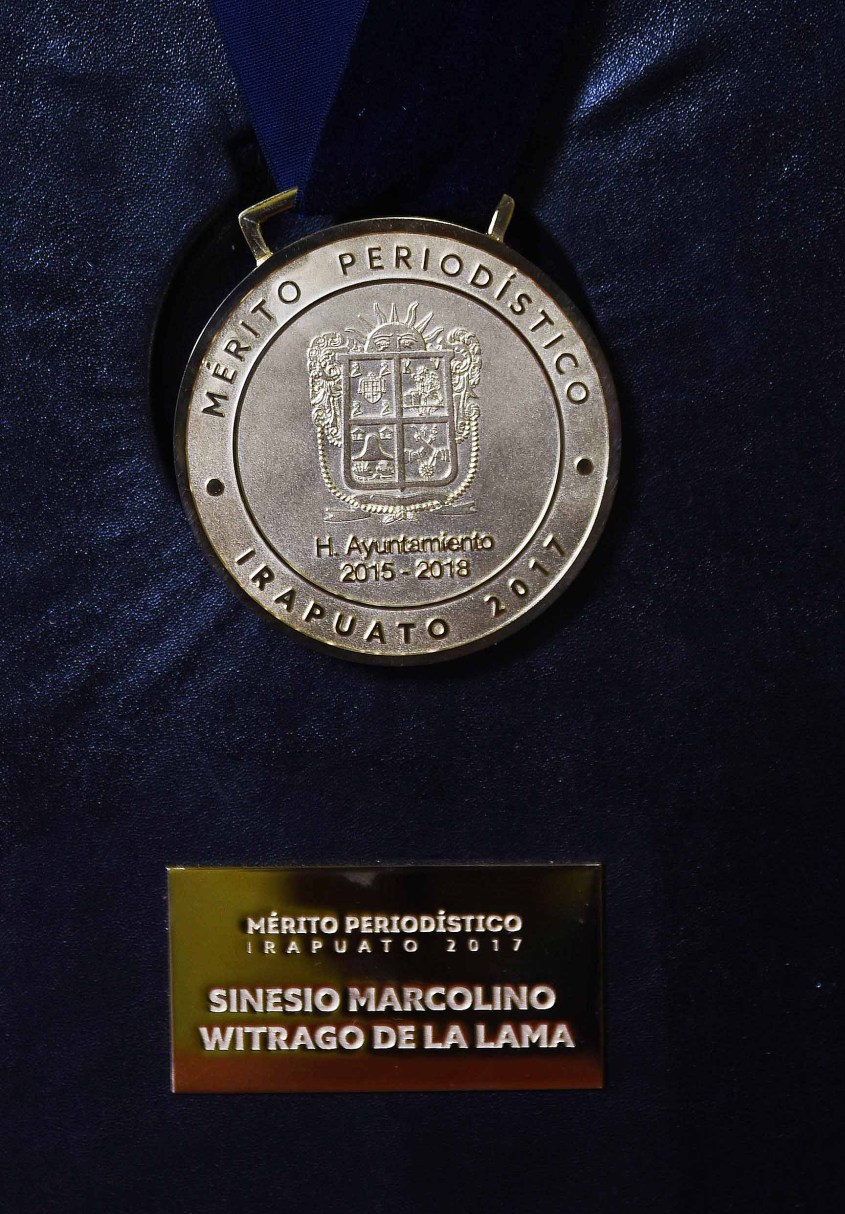 MÉRITO PERIODÍSTICO
H. Ayuntamiento
2015 - 2018
IRAPUATO 2017
MÉRITO PERIODÍSTICO
IRAPUATO 2017
SINESIO MARCOLINO
WITRAGO DE LA LAMA